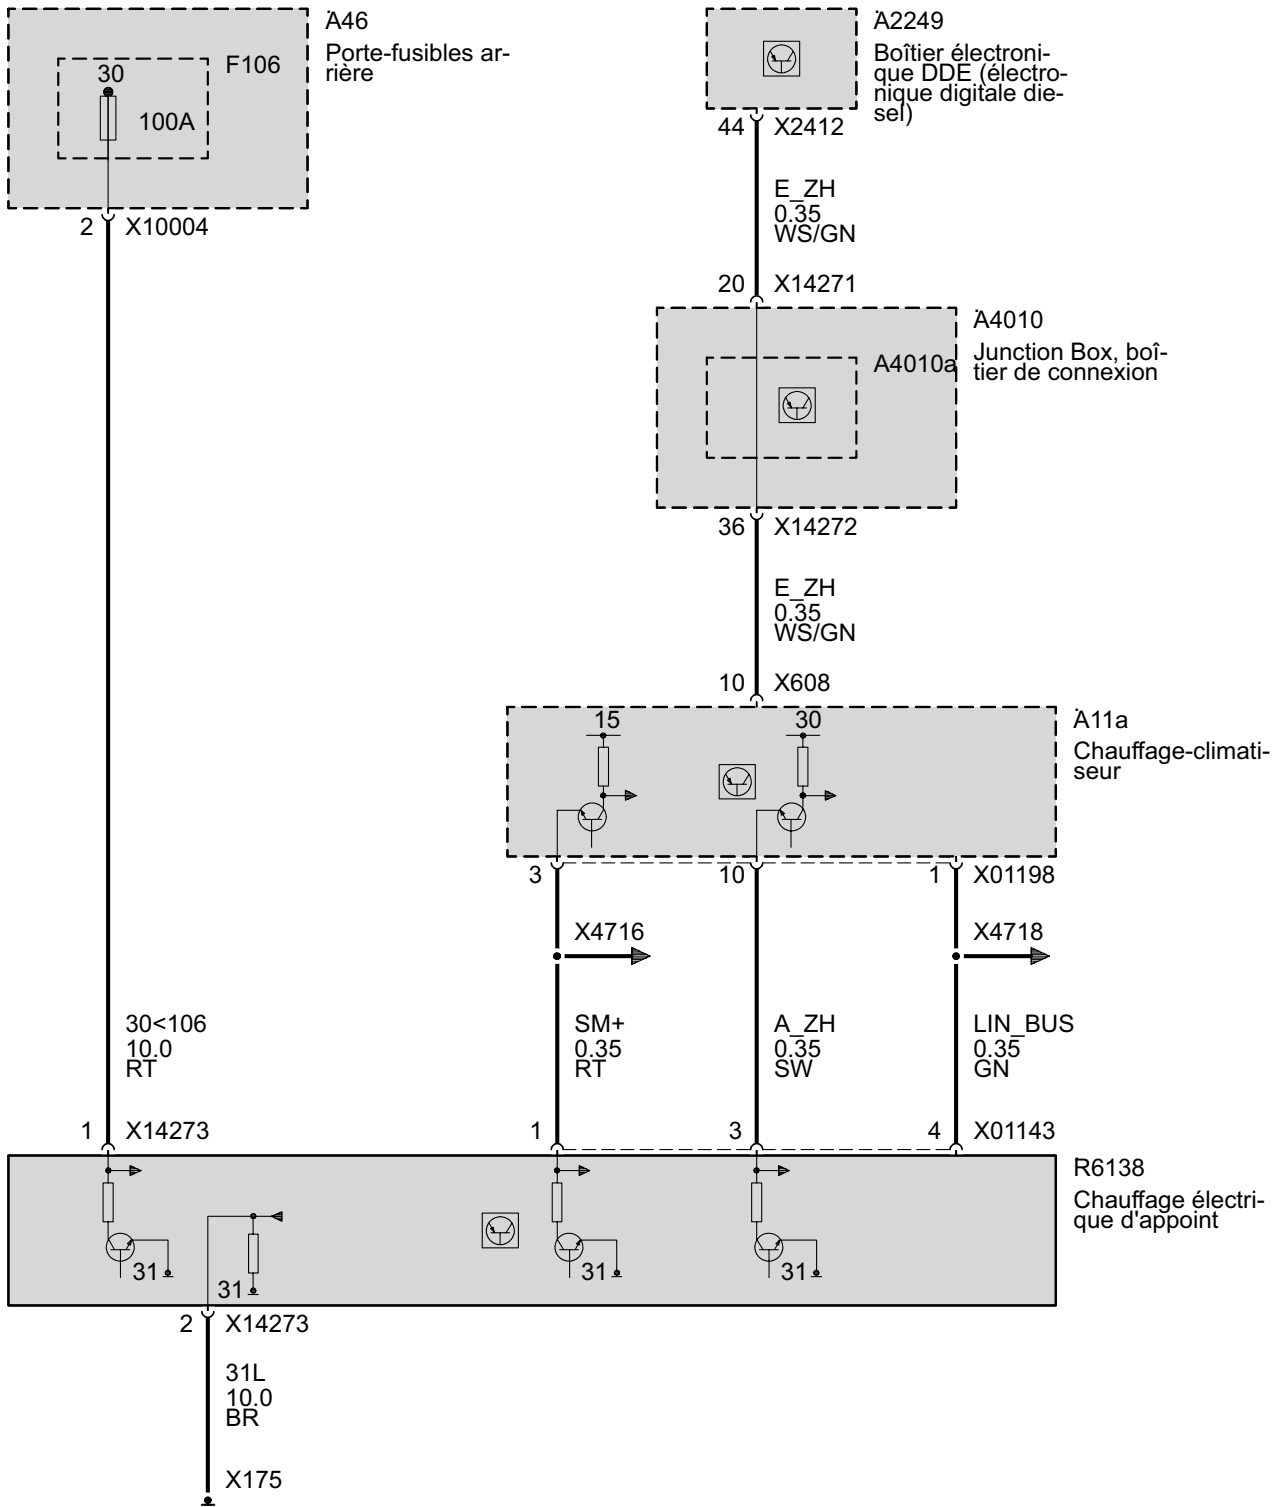 A46
Porte-fusibles ar-
rière
F106
30
100A
2 X10004
A2249
Boîtier électroni-
que DDE (électro-
nique digitale die-
sel)
44 X2412
E_ZH
0.35
WS/GN
20 X14271
A4010
Junction Box, boî-
tier de connexion
A4010a
36 X14272
E_ZH
0.35
WS/GN
10 X608
A11a
Chauffage-climati-
seur
15 30
3 10 1 X01198
X4716 X4718
30<106
10.0
RT
SM+
0.35
RT
A_ZH
0.35
SW
LIN_BUS
0.35
GN
1 X14273 1 3 4 X01143
R6138
Chauffage électri-
que d'appoint
31 31 31
31
2 X14273
31L
10.0
BR
X175